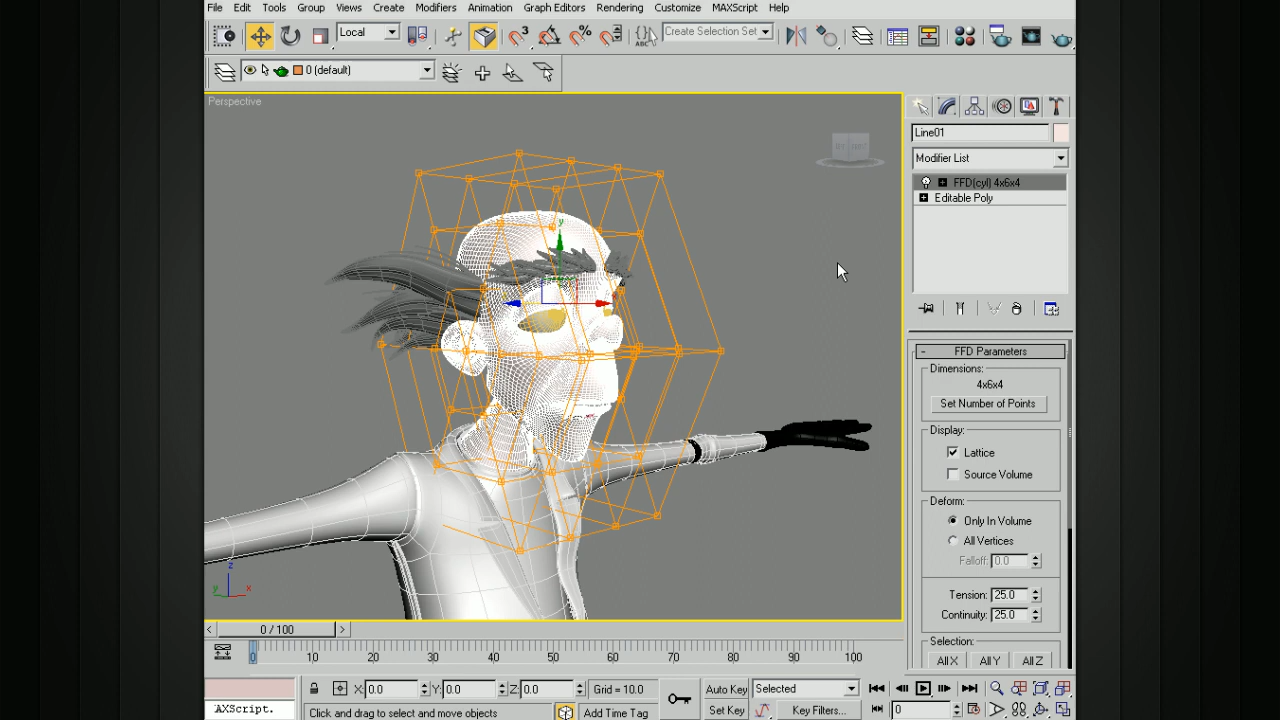 File Edit Tools Group Views Create Modifiers Animation Graph Editors Rendering Customize MAXScript Help
Local
3
%
ABC
Create Selection Set
0 (default)
Perspective
y
Line01
Modifier List
FFD(cyl) 4x6x4
Editable Poly
- FFD Parameters
Dimensions:
4x6x4
Set Number of Points
Display:
Lattice
Source Volume
Deform:
Only In Volume
All Vertices
Falloff: 0.0
Tension: 25.0
Continuity: 25.0
Selection:
All X All Y All Z
z
y x
< 0 / 100 >
0 10 20 30 40 50 60 70 80 90 100
X: 0.0 Y: 0.0 Z: 0.0 Grid = 10.0
Auto Key Selected
AXScript. Click and drag to select and move objects Add Time Tag Set Key Key Filters... 0